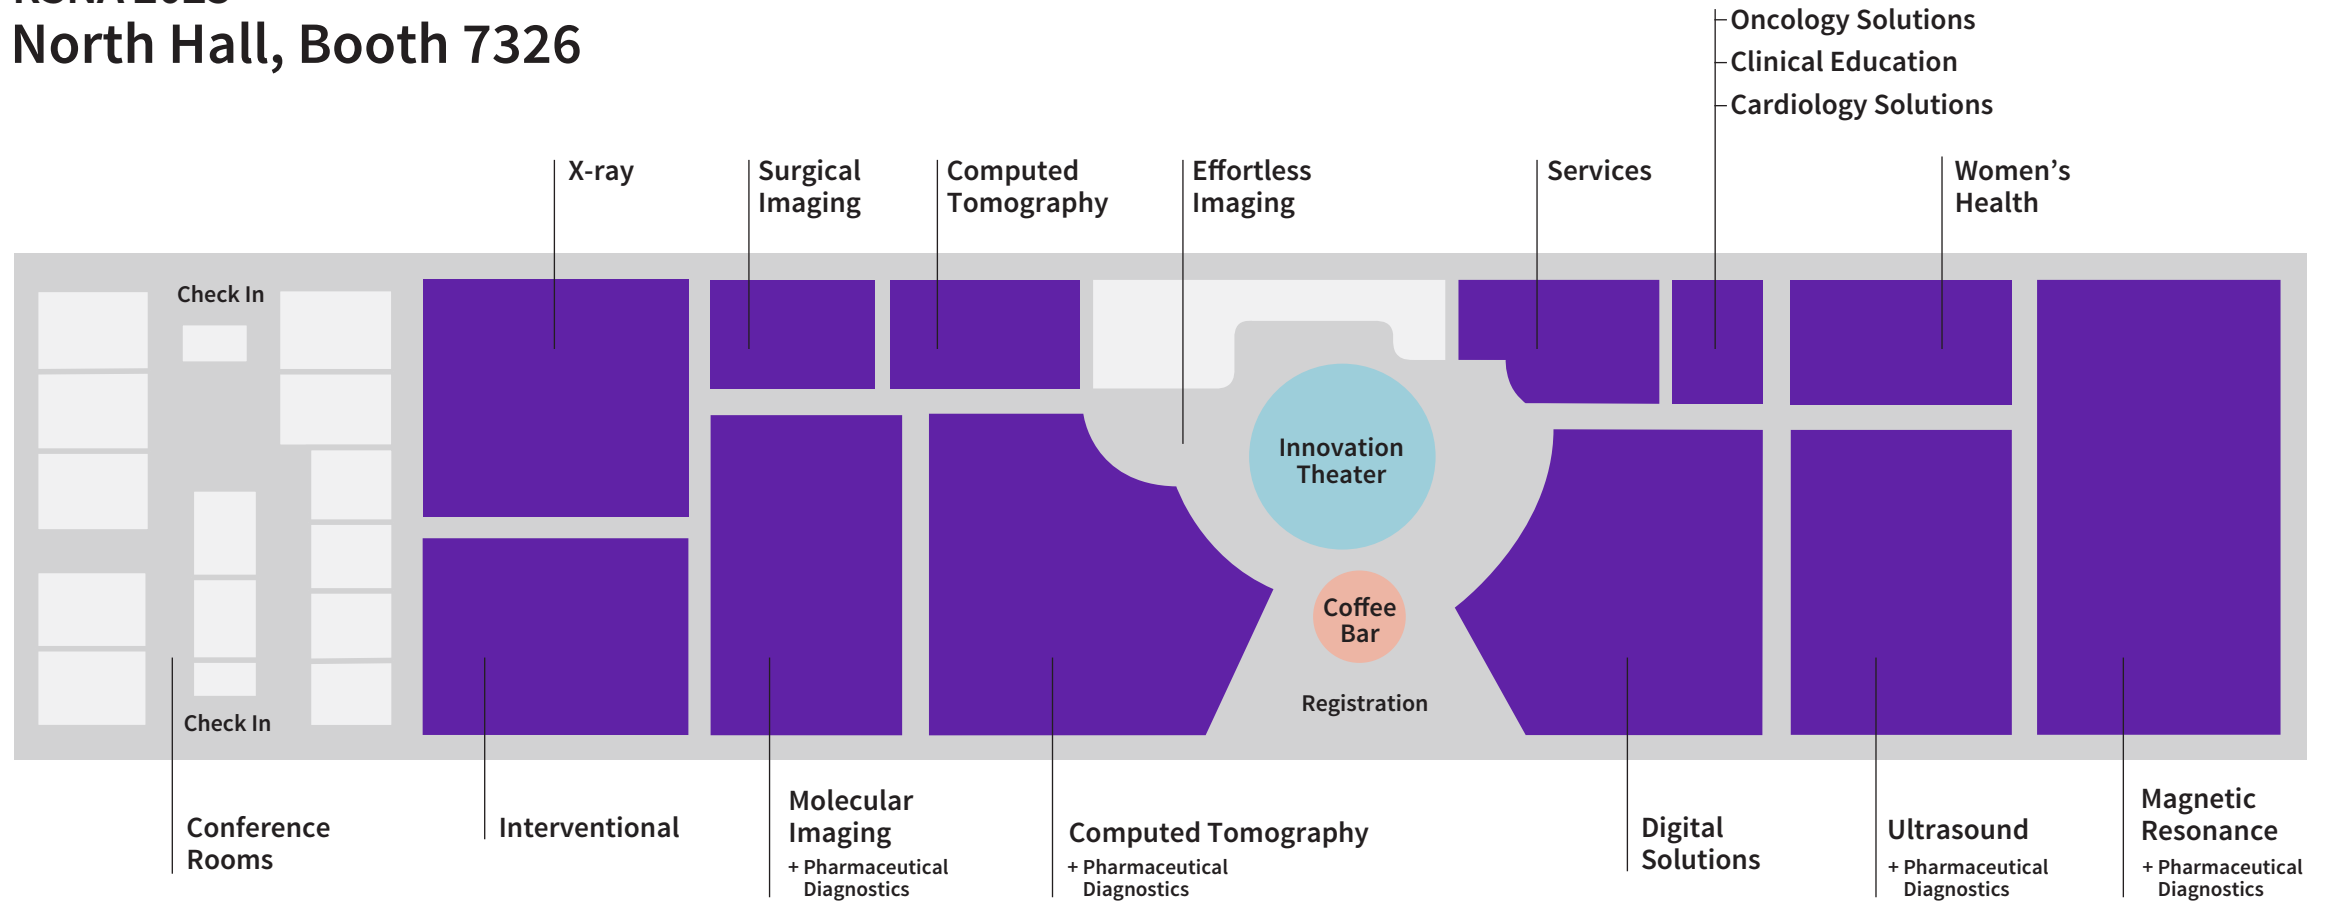 North Hall, Booth 7326
Oncology Solutions
Clinical Education
Cardiology Solutions
X-ray
Surgical
Imaging
Computed
Tomography
Effortless
Imaging
Services
Women’s
Health
Check In
Innovation
Theater
Coffee
Bar
Registration
Check In
Conference
Rooms
Interventional
Molecular
Imaging
+ Pharmaceutical
Diagnostics
Computed Tomography
+ Pharmaceutical
Diagnostics
Digital
Solutions
Ultrasound
+ Pharmaceutical
Diagnostics
Magnetic
Resonance
+ Pharmaceutical
Diagnostics